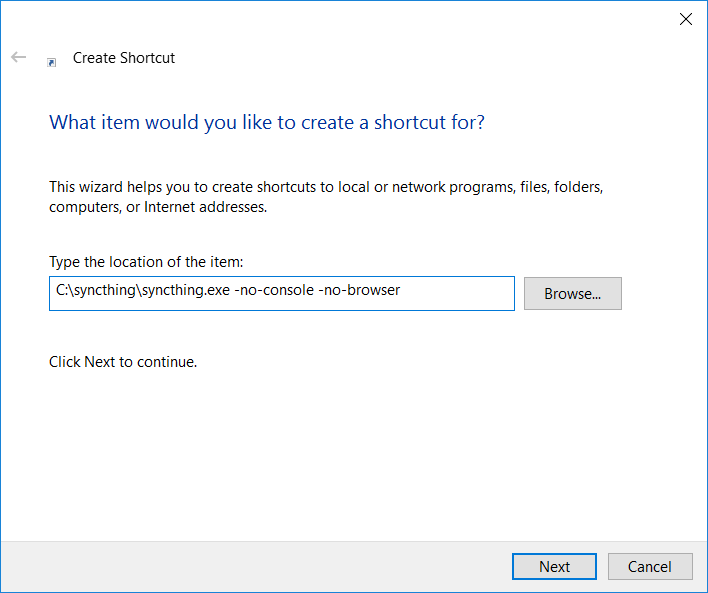 Create Shortcut
What item would you like to create a shortcut for?
This wizard helps you to create shortcuts to local or network programs, files, folders,
computers, or Internet addresses.
Type the location of the item:
C:\syncthing\syncthing.exe -no-console -no-browser
Browse...
Click Next to continue.
Next
Cancel